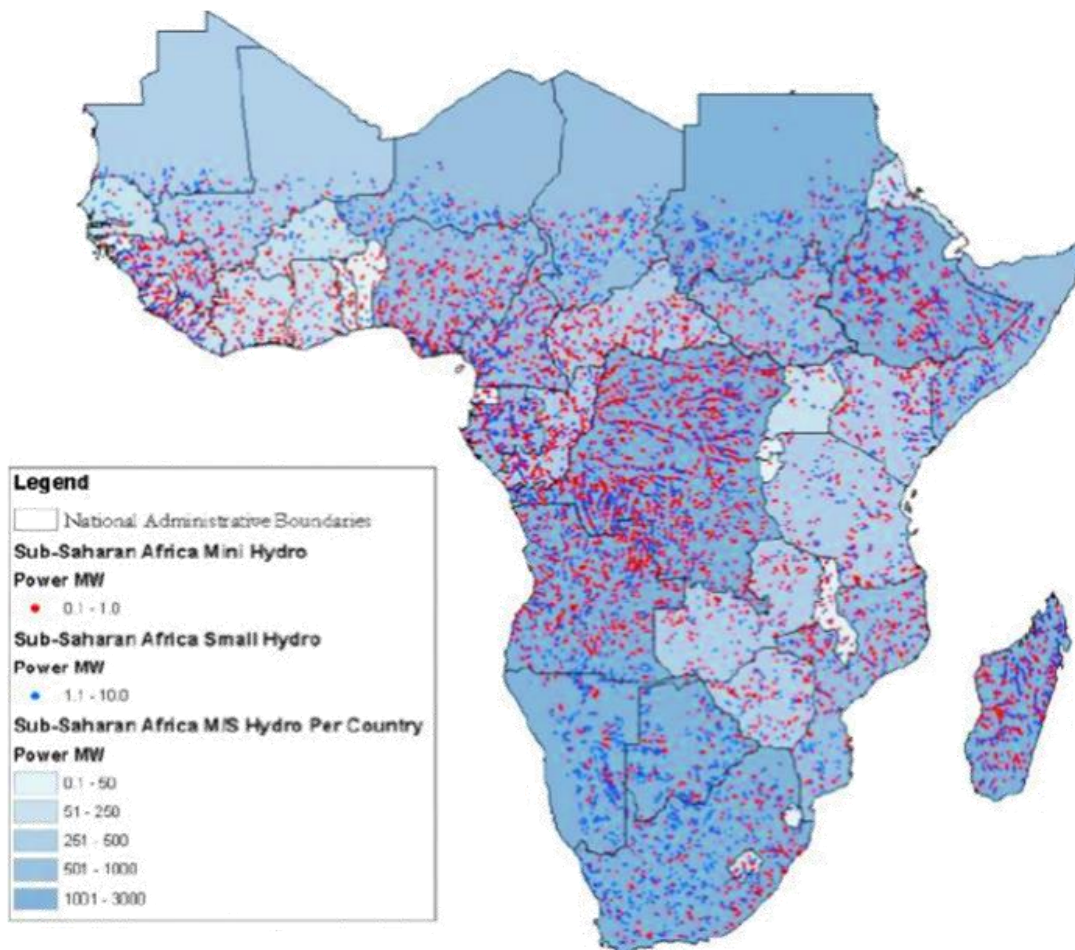 Legend
National Administrative Boundaries
Sub-Saharan Africa Mini Hydro
Power MW
0.1 - 1.0
Sub-Saharan Africa Small Hydro
Power MW
1.1 - 10.0
Sub-Saharan Africa M/S Hydro Per Country
Power MW
0.1 - 50
51 - 250
251 - 500
501 - 1000
1001 - 3000